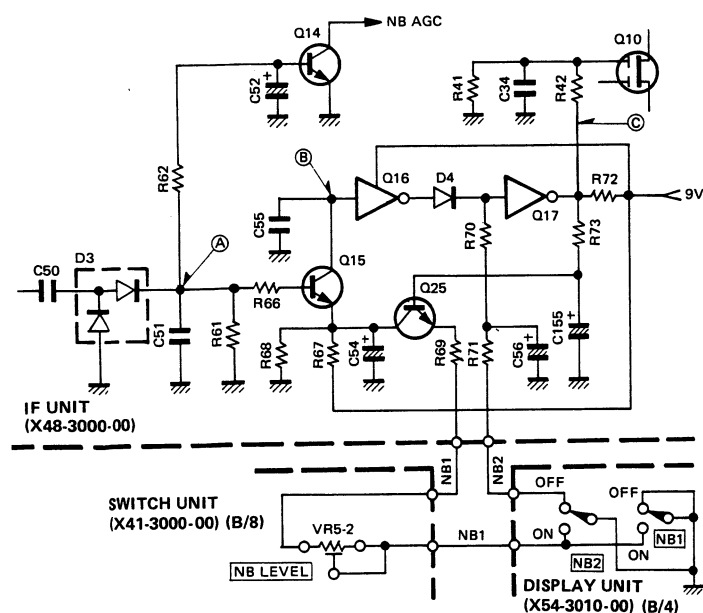 Q14
NB AGC
Q10
C52
R41
C34
R42
C
B
Q16
D4
R62
R72
9V
C55
Q17
R70
R73
D3
A
Q15
Q25
C50
R66
C51
R61
R68
R67
C54
R69
R71
C56
C155
IF UNIT
(X48-3000-00)
NB1
NB2
OFF
OFF
SWITCH UNIT
(X41-3000-00) (B/8)
VR5-2
NB1
ON
NB1
ON
NB LEVEL
NB2
DISPLAY UNIT
(X54-3010-00) (B/4)